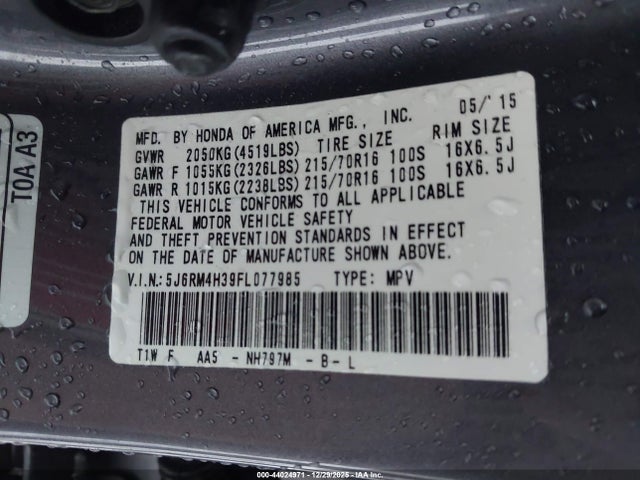 TOA A3
MFD. BY HONDA OF AMERICA MFG., INC. 05/'15
GVWR 2050KG(4519LBS) TIRE SIZE RIM SIZE
GAWR F 1055KG(2326LBS) 215/70R16 100S 16X6.5J
GAWR R 1015KG(2238LBS) 215/70R16 100S 16X6.5J
THIS VEHICLE CONFORMS TO ALL APPLICABLE
FEDERAL MOTOR VEHICLE SAFETY
AND THEFT PREVENTION STANDARDS IN EFFECT
ON THE DATE OF MANUFACTURE SHOWN ABOVE.
V.I.N.:5J6RM4H39FL077985 TYPE: MPV
T1W F AA5 - NH797M - B - L
000-44024971 - 12/29/2025 - IAA Inc.